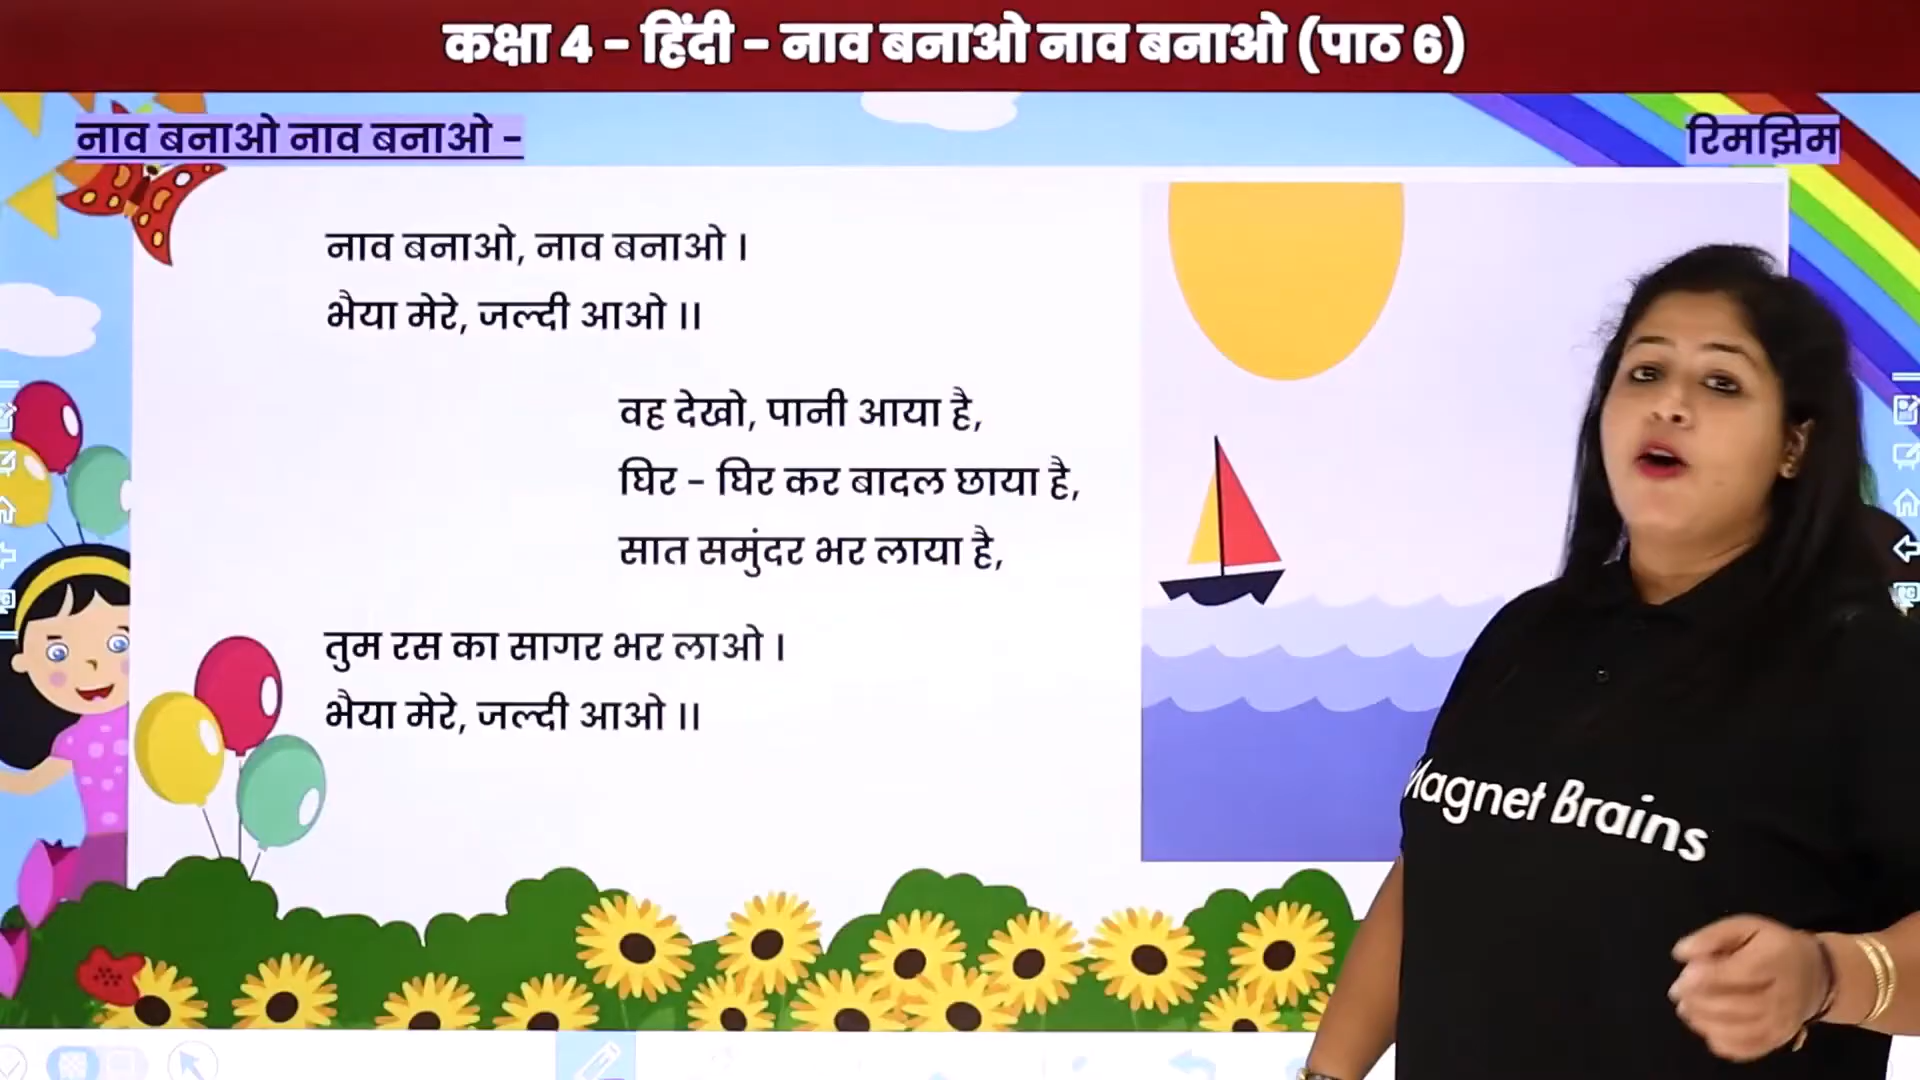 कक्षा 4 - हिंदी - नाव बनाओ नाव बनाओ (पाठ 6)
नाव बनाओ नाव बनाओ -
रिमझिम
नाव बनाओ, नाव बनाओ ।
भैया मेरे, जल्दी आओ ।।
वह देखो, पानी आया है,
घिर - घिर कर बादल छाया है,
सात समुंदर भर लाया है,
तुम रस का सागर भर लाओ ।
भैया मेरे, जल्दी आओ ।।
Magnet Brains